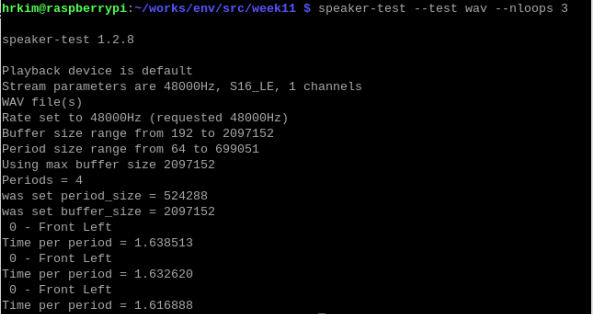 hrkim@raspberrypi:~/works/env/src/week11 $ speaker-test --test wav --nloops 3

speaker-test 1.2.8

Playback device is default
Stream parameters are 48000Hz, S16_LE, 1 channels
WAV file(s)
Rate set to 48000Hz (requested 48000Hz)
Buffer size range from 192 to 2097152
Period size range from 64 to 699051
Using max buffer size 2097152
Periods = 4
was set period_size = 524288
was set buffer_size = 2097152
 0 - Front Left
Time per period = 1.638513
 0 - Front Left
Time per period = 1.632620
 0 - Front Left
Time per period = 1.616888